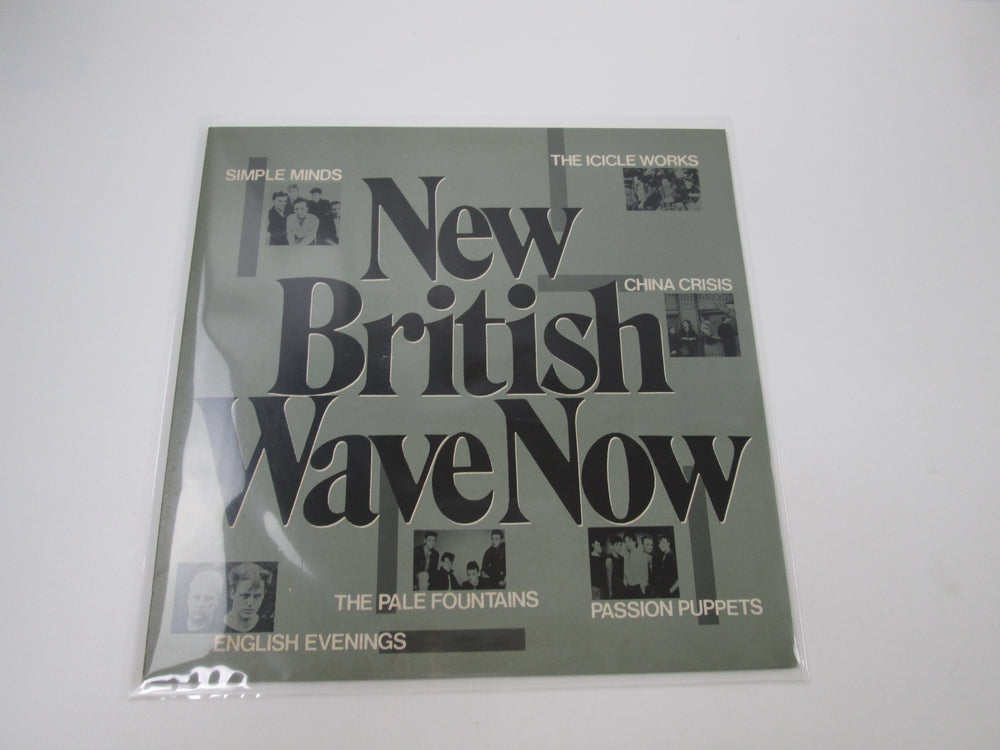 SIMPLE MINDS
THE ICICLE WORKS
New
CHINA CRISIS
British
Wave Now
THE PALE FOUNTAINS
PASSION PUPPETS
ENGLISH EVENINGS